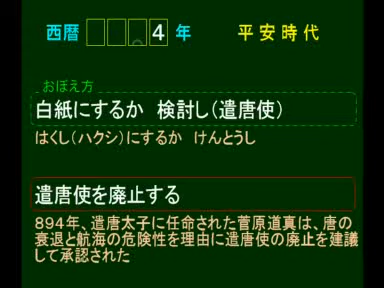 西暦 4年 平安時代
おぼえ方
白紙にするか 検討し(遣唐使)
はくし(ハクシ)にするか けんとうし
遣唐使を廃止する
894年、遣唐太子に任命された菅原道真は、唐の
衰退と航海の危険性を理由に遣唐使の廃止を建議
して承認された